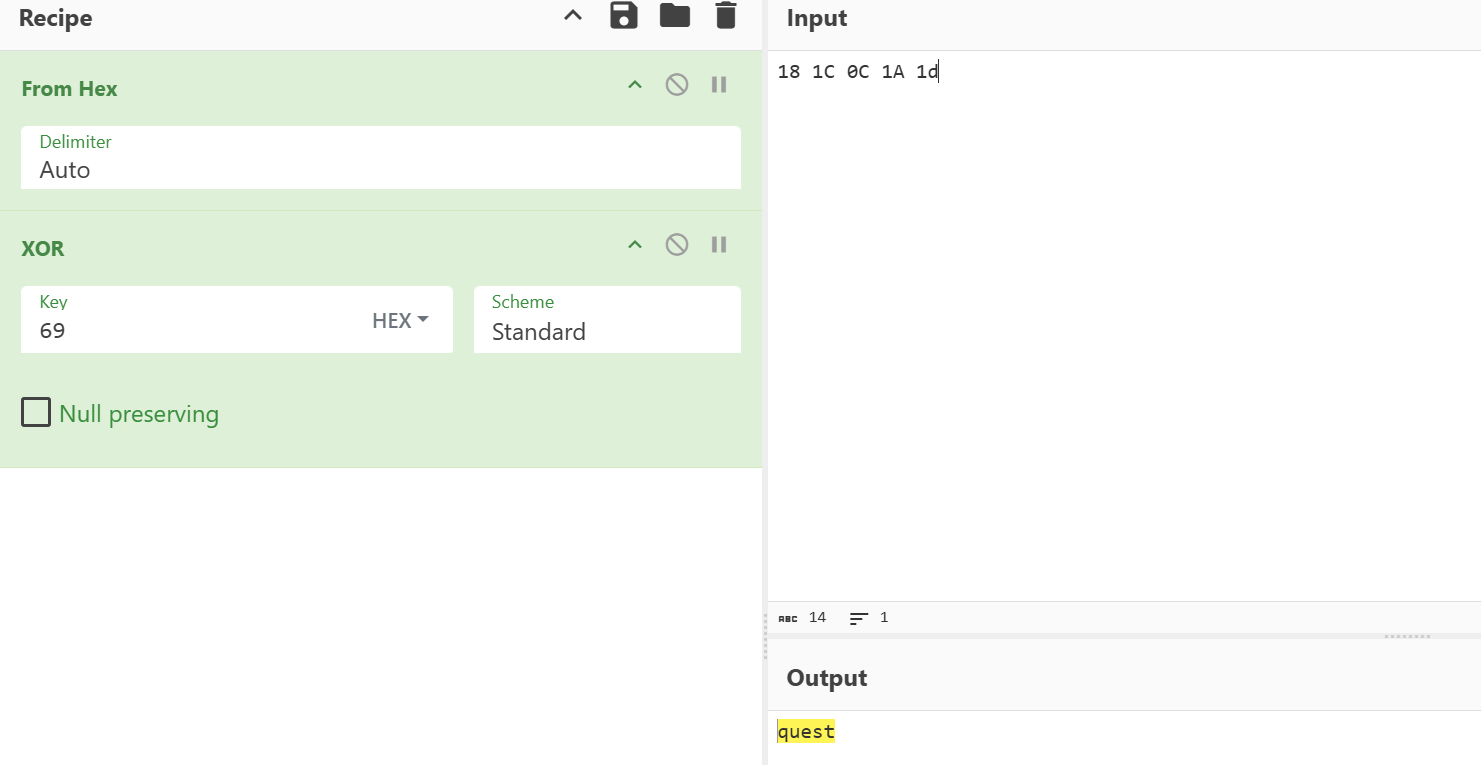 Recipe
From Hex
Delimiter
Auto
XOR
Key
69
HEX
Scheme
Standard
Null preserving
Input
18 1C 0C 1A 1d
ABC 14 1
Output
quest